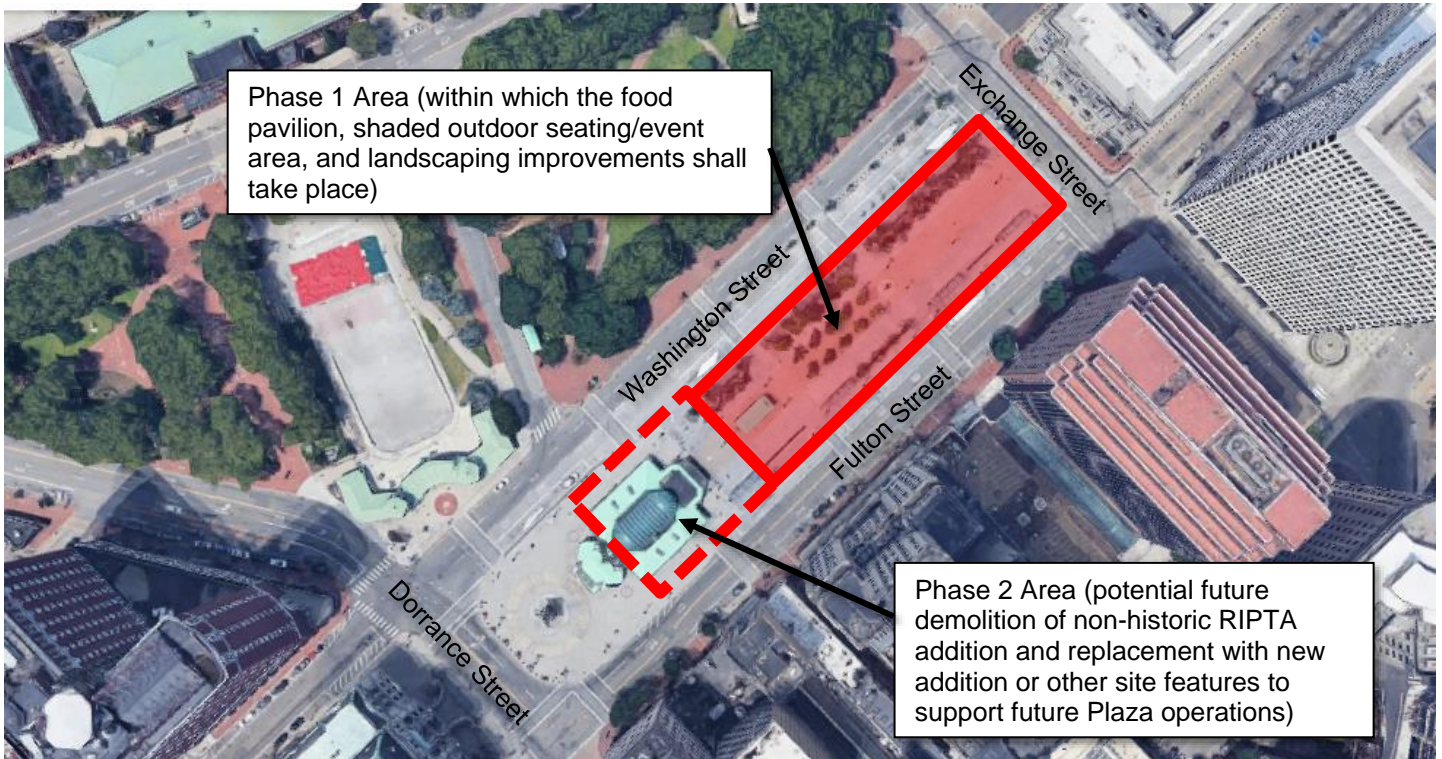 Phase 1 Area (within which the food
pavilion, shaded outdoor seating/event
area, and landscaping improvements shall
take place)
Exchange Street
Washington Street
Fulton Street
Dorrance Street
Phase 2 Area (potential future
demolition of non-historic RIPTA
addition and replacement with new
addition or other site features to
support future Plaza operations)